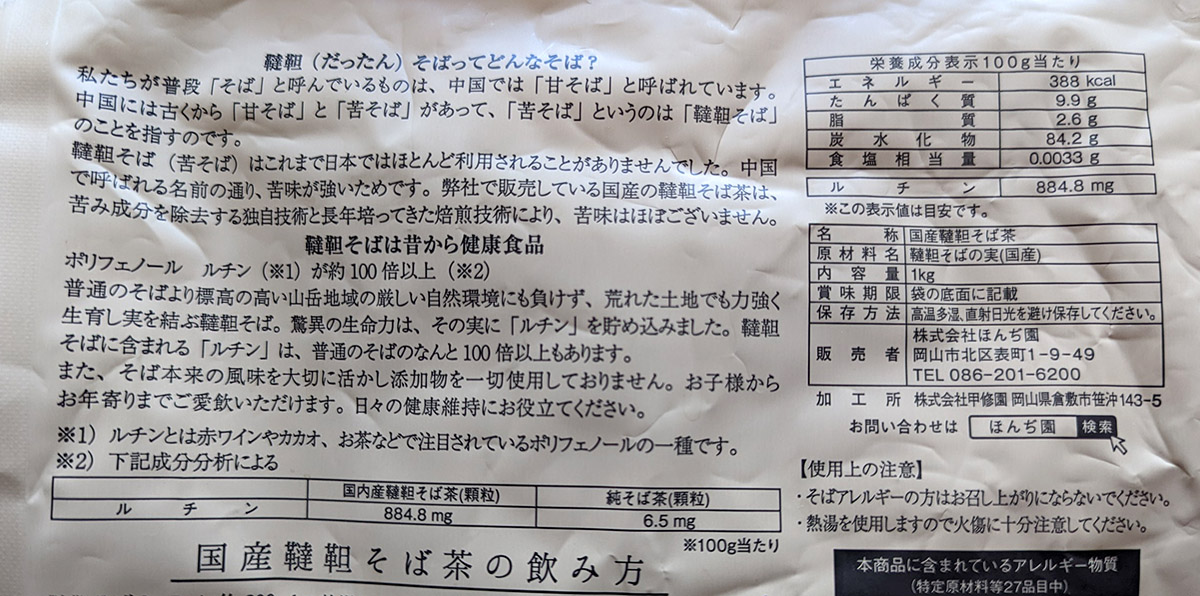 韃靼（だったん）そばってどんなそば？
私たちが普段「そば」と呼んでいるものは、中国では「甘そば」と呼ばれています。
中国には古くから「甘そば」と「苦そば」があって、「苦そば」というのは「韃靼そば」
のことを指すのです。
韃靼そば（苦そば）はこれまで日本ではほとんど利用されることがありませんでした。中国
で呼ばれる名前の通り、苦味が強いためです。弊社で販売している国産の韃靼そば茶は、
苦み成分を除去する独自技術と長年培ってきた焙煎技術により、苦味はほぼございません。
韃靼そばは昔から健康食品
ポリフェノール　ルチン（※1）が約100倍以上（※2）
普通のそばより標高の高い山岳地域の厳しい自然環境にも負けず、荒れた土地でも力強く
生育し実を結ぶ韃靼そば。驚異の生命力は、その実に「ルチン」を貯め込みました。韃靼
そばに含まれる「ルチン」は、普通のそばのなんと100倍以上もあります。
また、そば本来の風味を大切に活かし添加物を一切使用しておりません。お子様から
お年寄りまでご愛飲いただけます。日々の健康維持にお役立てください。
※1）ルチンとは赤ワインやカカオ、お茶などで注目されているポリフェノールの一種です。
※2）下記成分分析による
国内産韃靼そば茶(顆粒) 純そば茶(顆粒)
ルチン 884.8 mg 6.5 mg
※100g当たり
国産韃靼そば茶の飲み方
栄養成分表示100g当たり
エネルギー 388 kcal
たんぱく質 9.9 g
脂質 2.6 g
炭水化物 84.2 g
食塩相当量 0.0033 g
ルチン 884.8 mg
※この表示値は目安です。
名称 国産韃靼そば茶
原材料名 韃靼そばの実(国産)
内容量 1kg
賞味期限 袋の底面に記載
保存方法 高温多湿、直射日光を避け保存してください。
販売者 株式会社ほんぢ園
岡山市北区表町1-9-49
TEL 086-201-6200
加工所 株式会社甲修園 岡山県倉敷市笹沖143-5
お問い合わせは ほんぢ園 検索
【使用上の注意】
・そばアレルギーの方はお召し上がりにならないでください。
・熱湯を使用しますので火傷に十分注意してください。
本商品に含まれているアレルギー物質
(特定原材料等27品目中)